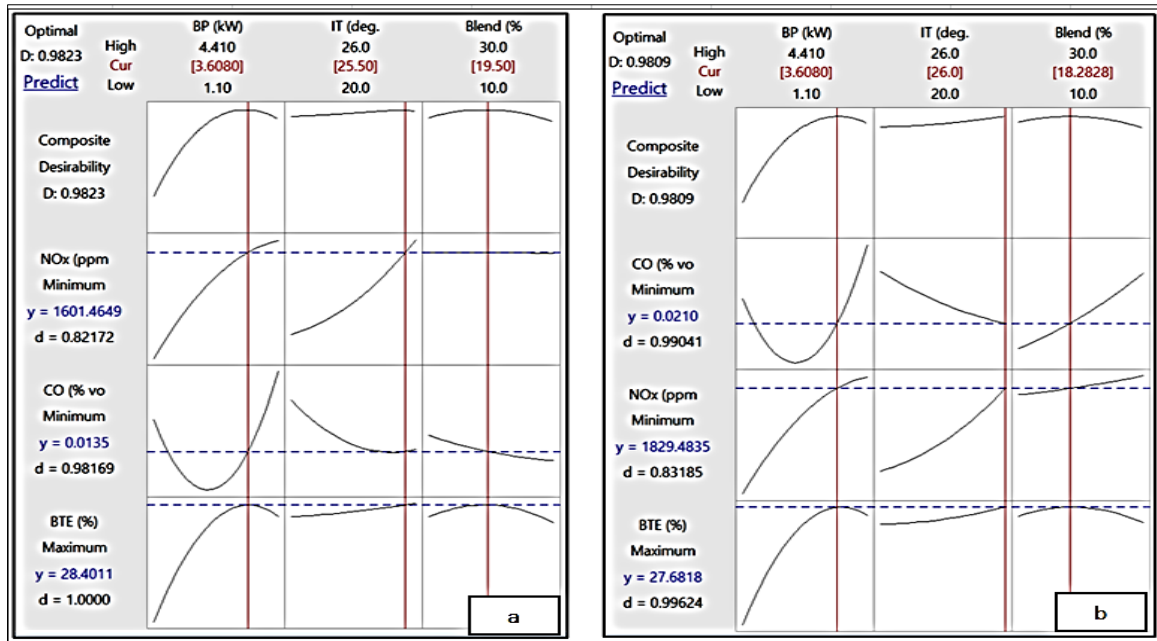 Optimal
D: 0.9823
Predict
High
Cur
Low
BP (kW)
4.410
[3.6080]
1.10
IT (deg.
26.0
[25.50]
20.0
Blend (%
30.0
[19.50]
10.0
Composite
Desirability
D: 0.9823
NOx (ppm
Minimum
y = 1601.4649
d = 0.82172
CO (% vo
Minimum
y = 0.0135
d = 0.98169
BTE (%)
Maximum
y = 28.4011
d = 1.0000
a
Optimal
D: 0.9809
Predict
High
Cur
Low
BP (kW)
4.410
[3.6080]
1.10
IT (deg.
26.0
[26.0]
20.0
Blend (%
30.0
[18.2828]
10.0
Composite
Desirability
D: 0.9809
CO (% vo
Minimum
y = 0.0210
d = 0.99041
NOx (ppm
Minimum
y = 1829.4835
d = 0.83185
BTE (%)
Maximum
y = 27.6818
d = 0.99624
b